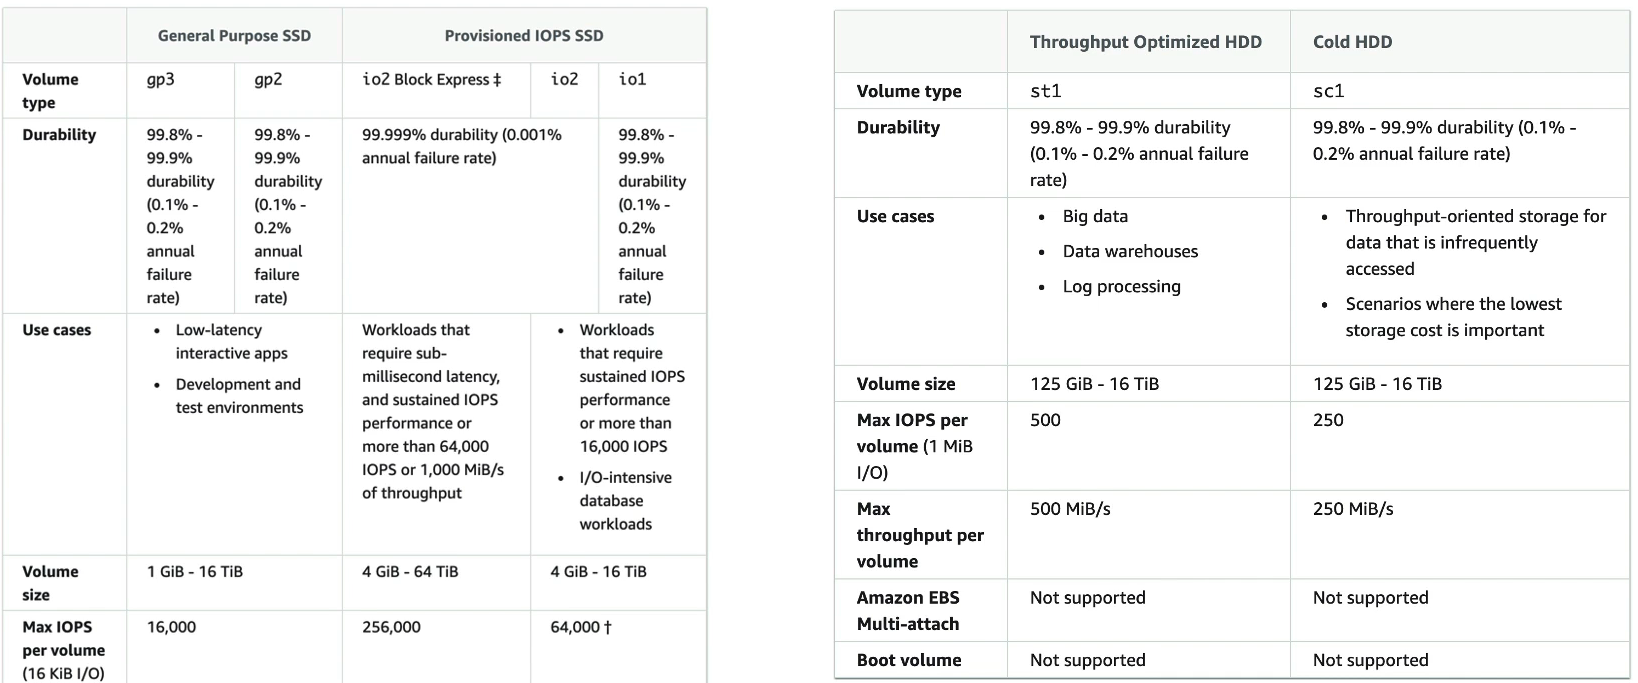 General Purpose SSD
Provisioned IOPS SSD
Volume
type
gp3
gp2
io2 Block Express ‡
io2
io1
Durability
99.8% -
99.9%
durability
(0.1% -
0.2%
annual
failure
rate)
99.8% -
99.9%
durability
(0.1% -
0.2%
annual
failure
rate)
99.999% durability (0.001%
annual failure rate)
99.8% -
99.9%
durability
(0.1% -
0.2%
annual
failure
rate)
Use cases
• Low-latency
interactive apps
• Development and
test environments
Workloads that
require sub-
millisecond latency,
and sustained IOPS
performance or
more than 64,000
IOPS or 1,000 MiB/s
of throughput
• Workloads
that require
sustained IOPS
performance
or more than
16,000 IOPS
• I/O-intensive
database
workloads
Volume
size
1 GiB - 16 TiB
4 GiB - 64 TiB
4 GiB - 16 TiB
Max IOPS
per volume
(16 KiB I/O)
16,000
256,000
64,000 †
Throughput Optimized HDD
Cold HDD
Volume type
st1
sc1
Durability
99.8% - 99.9% durability
(0.1% - 0.2% annual failure
rate)
99.8% - 99.9% durability (0.1% -
0.2% annual failure rate)
Use cases
• Big data
• Data warehouses
• Log processing
• Throughput-oriented storage for
data that is infrequently
accessed
• Scenarios where the lowest
storage cost is important
Volume size
125 GiB - 16 TiB
125 GiB - 16 TiB
Max IOPS per
volume (1 MiB
I/O)
500
250
Max
throughput per
volume
500 MiB/s
250 MiB/s
Amazon EBS
Multi-attach
Not supported
Not supported
Boot volume
Not supported
Not supported